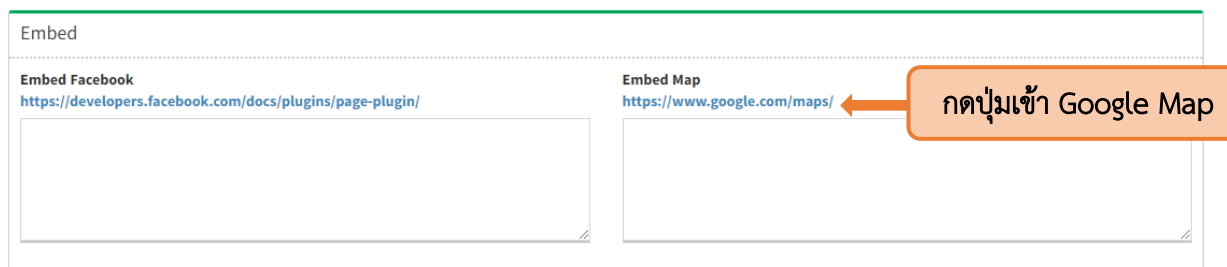 Embed
Embed Facebook
https://developers.facebook.com/docs/plugins/page-plugin/
Embed Map
https://www.google.com/maps/
กดปุ่มเข้า Google Map